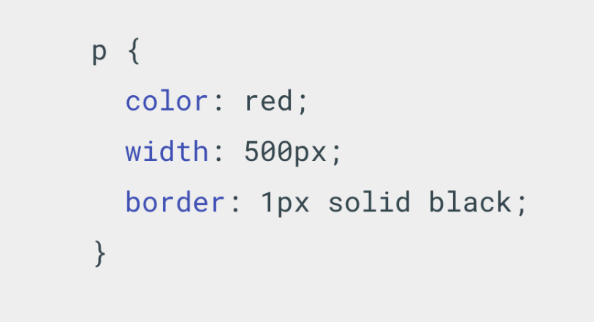 p {
  color: red;
  width: 500px;
  border: 1px solid black;
}